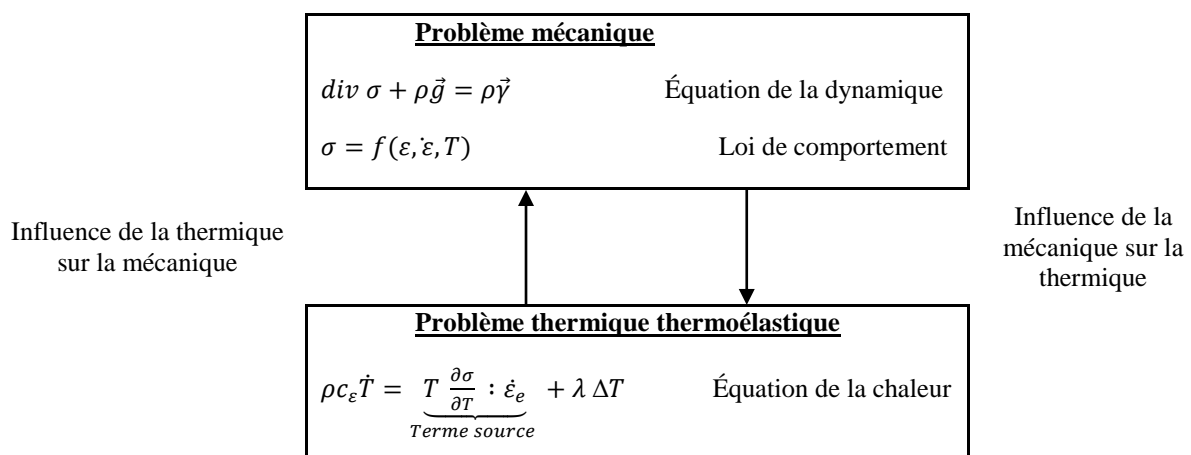 Problème mécanique
𝑑𝑖𝑣 𝜎 + 𝜌𝑔⃗ = 𝜌𝛾⃗ Équation de la dynamique
𝜎 = 𝑓(𝜀, 𝜀̇, 𝑇) Loi de comportement
Influence de la thermique
sur la mécanique
Influence de la
mécanique sur la
thermique
Problème thermique thermoélastique
𝜌𝑐_𝜀 𝑇̇ = 𝑇 ∂𝜎/∂𝑇 : 𝜀̇_𝑒 + 𝜆 Δ𝑇 Équation de la chaleur
𝑇𝑒𝑟𝑚𝑒 𝑠𝑜𝑢𝑟𝑐𝑒